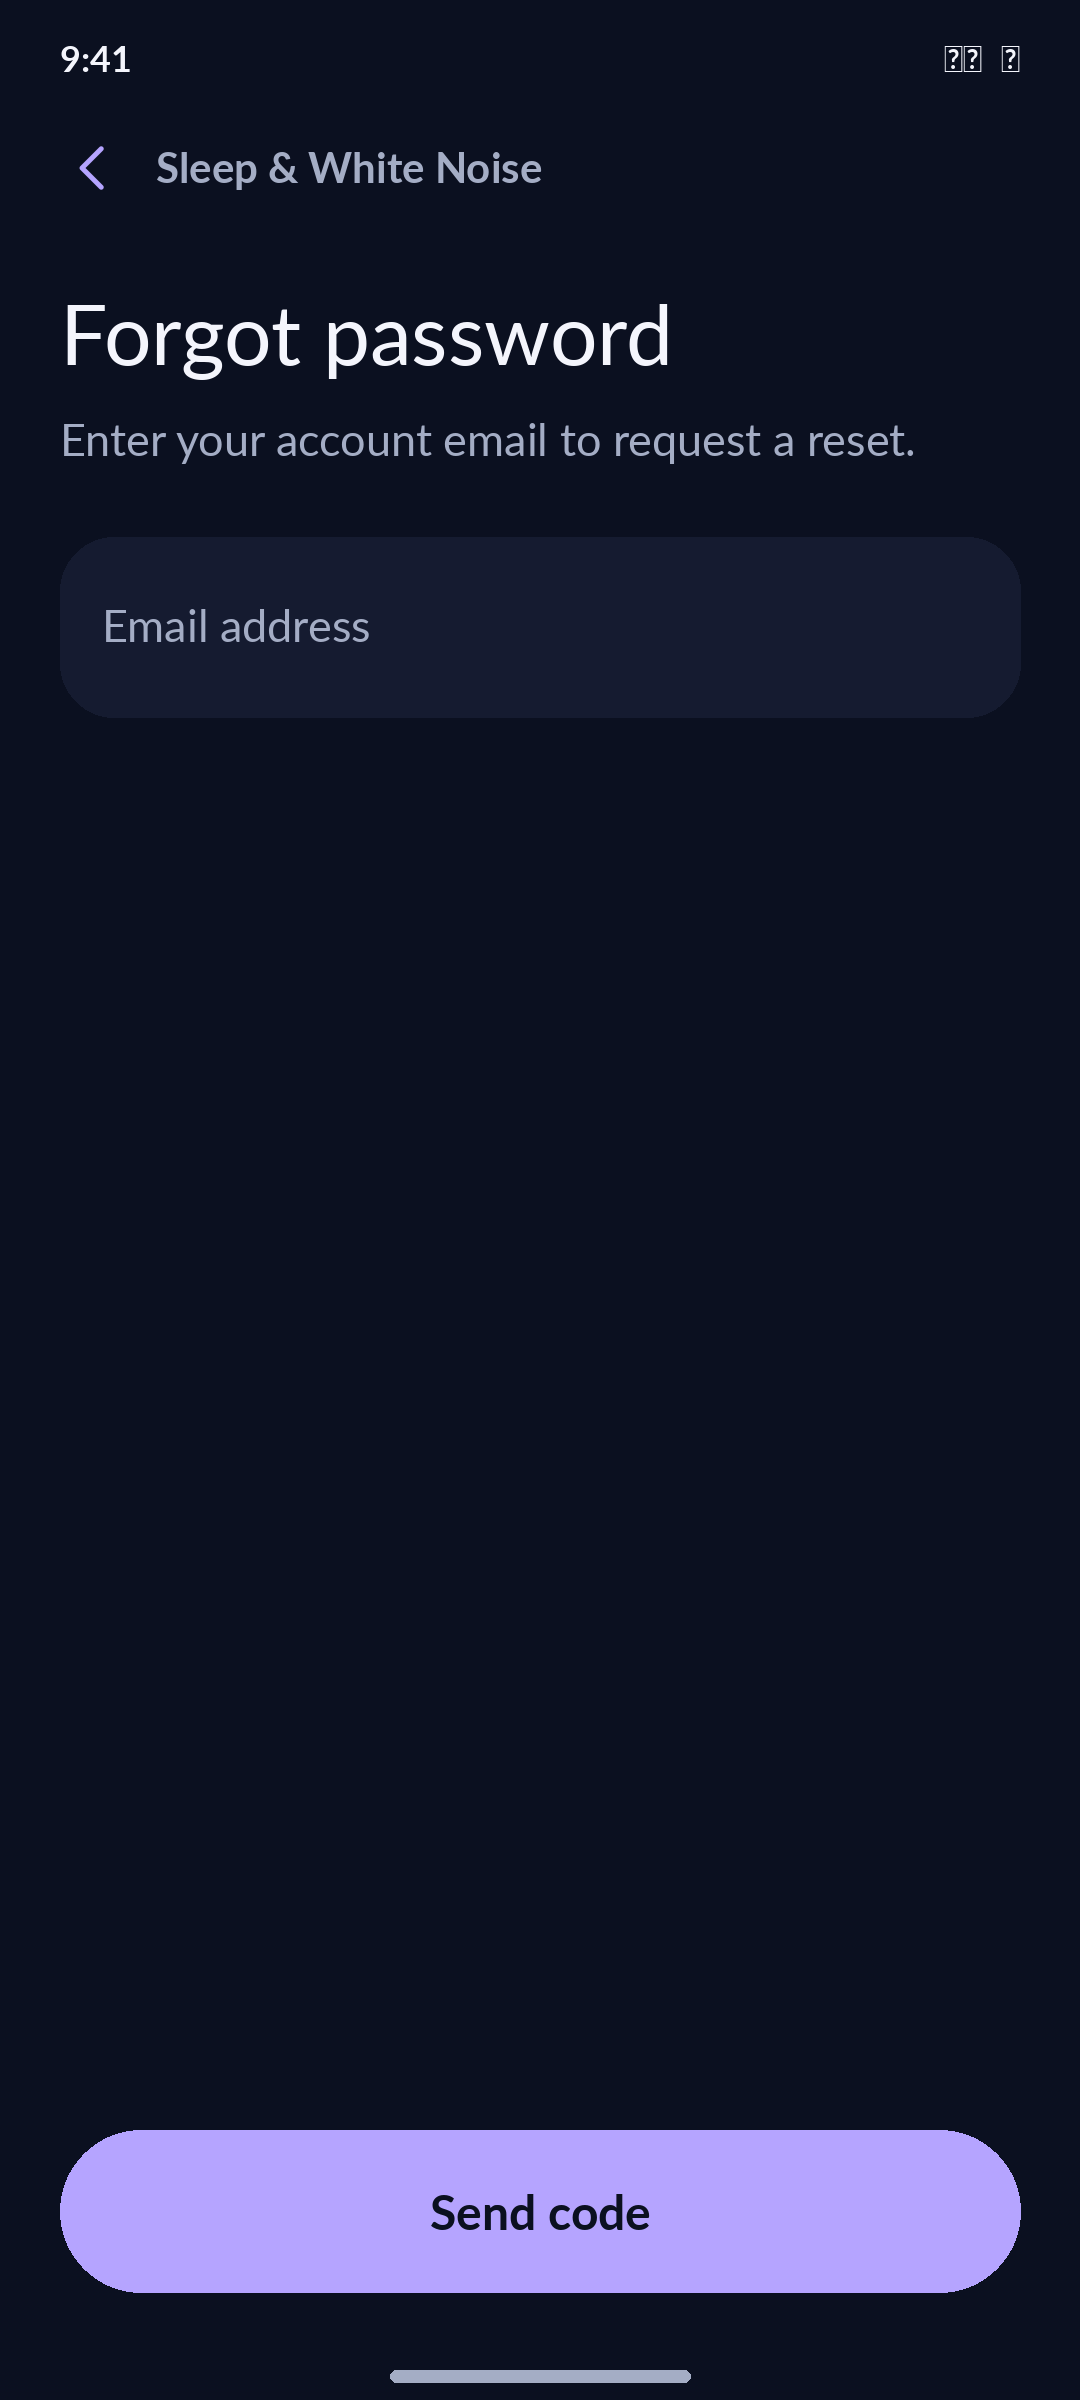 9:41
Sleep & White Noise
Forgot password
Enter your account email to request a reset.
Email address
Send code